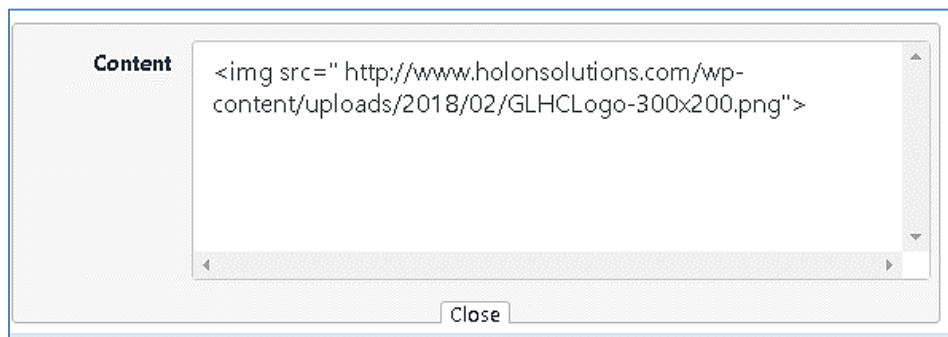 Content
<img src=" http://www.holonsolutions.com/wp-
content/uploads/2018/02/GLHCLogo-300x200.png">
Close